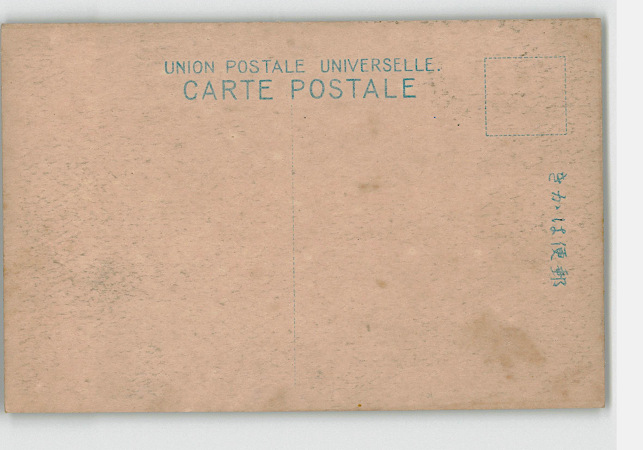 UNION POSTALE UNIVERSELLE.
CARTE POSTALE
きかは便郵